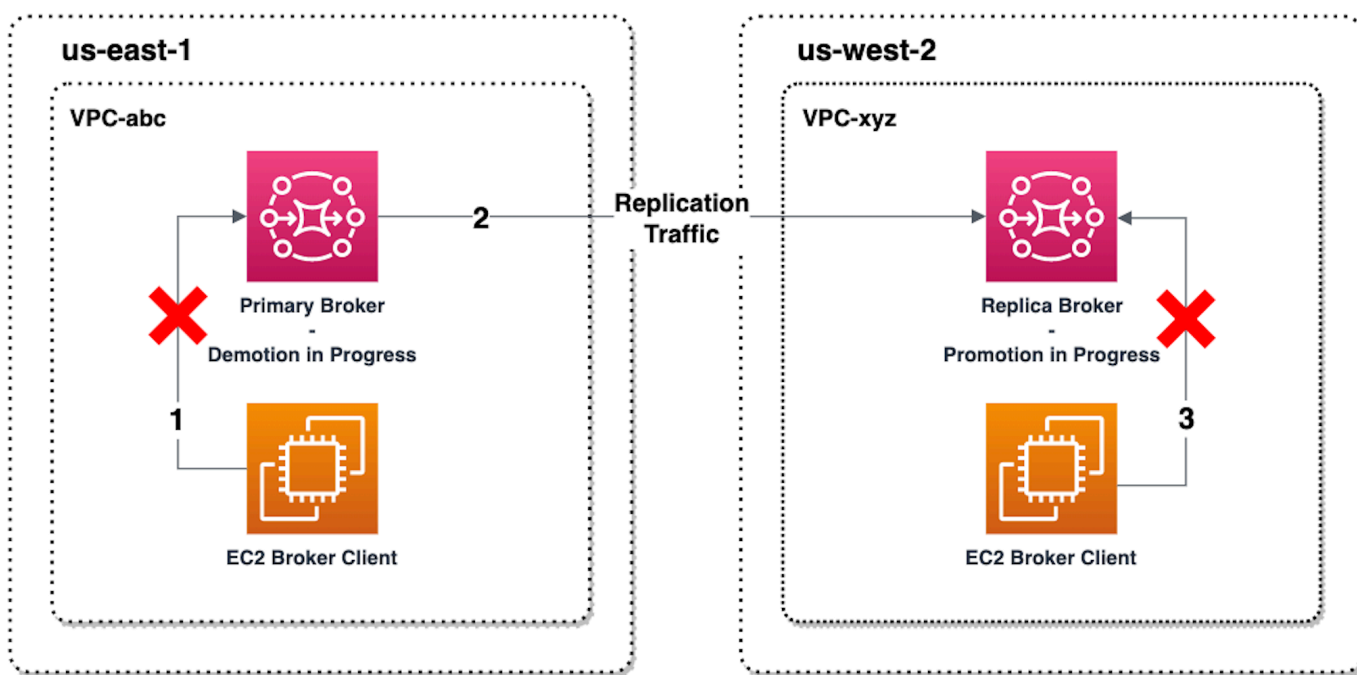 us-east-1
VPC-abc
Primary Broker
-
Demotion in Progress
1
EC2 Broker Client
2
Replication
Traffic
us-west-2
VPC-xyz
Replica Broker
-
Promotion in Progress
3
EC2 Broker Client